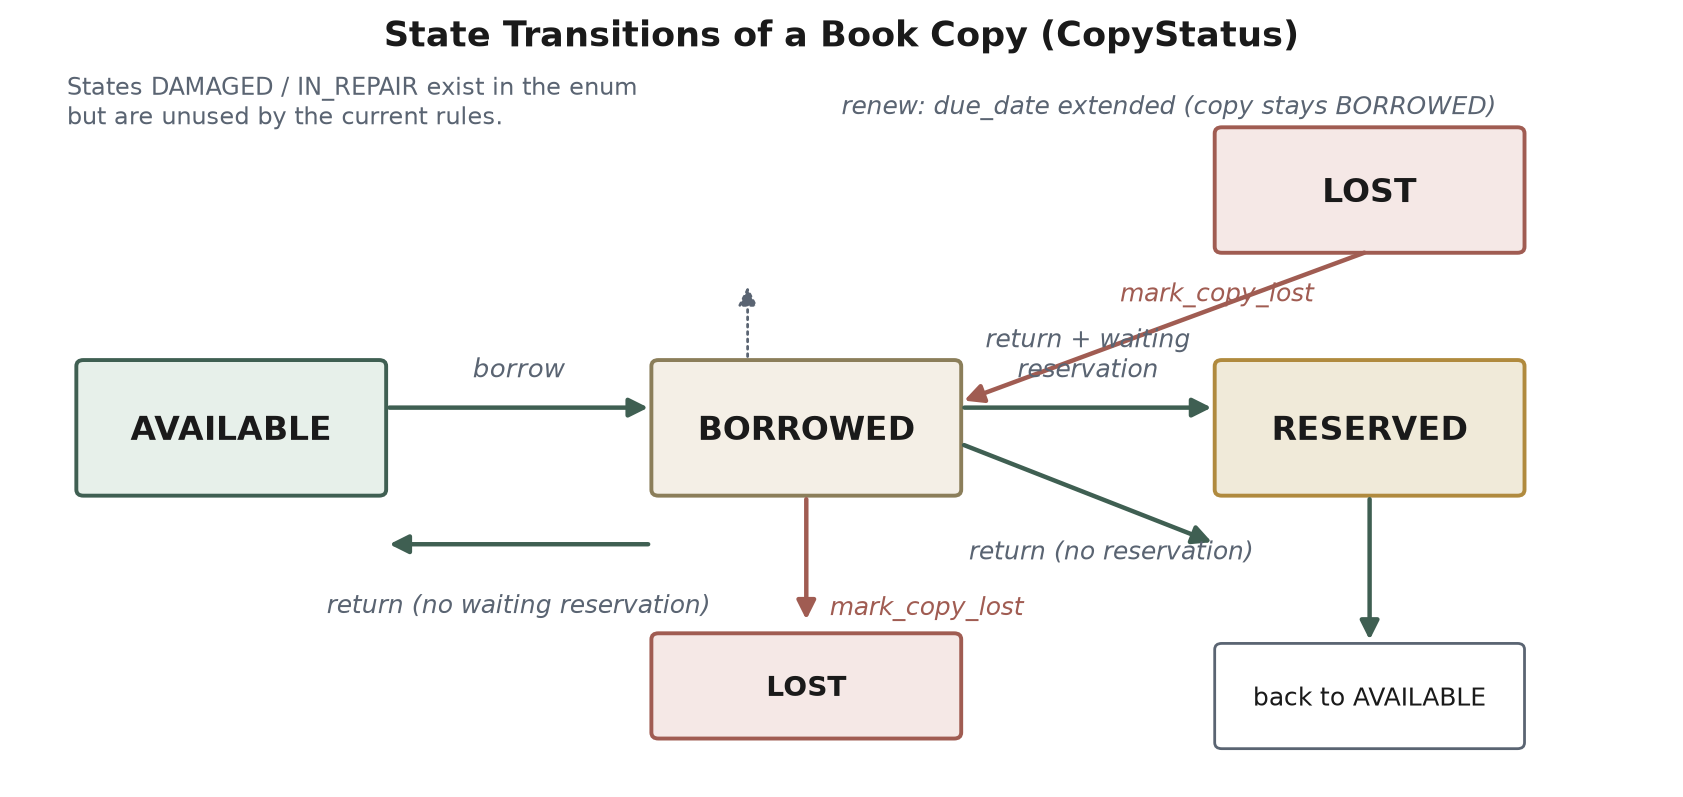 State Transitions of a Book Copy (CopyStatus)
States DAMAGED / IN_REPAIR exist in the enum
but are unused by the current rules.
renew: due_date extended (copy stays BORROWED)
LOST
mark_copy_lost
return + waiting
reservation
borrow
AVAILABLE
BORROWED
RESERVED
return (no reservation)
return (no waiting reservation)
mark_copy_lost
LOST
back to AVAILABLE